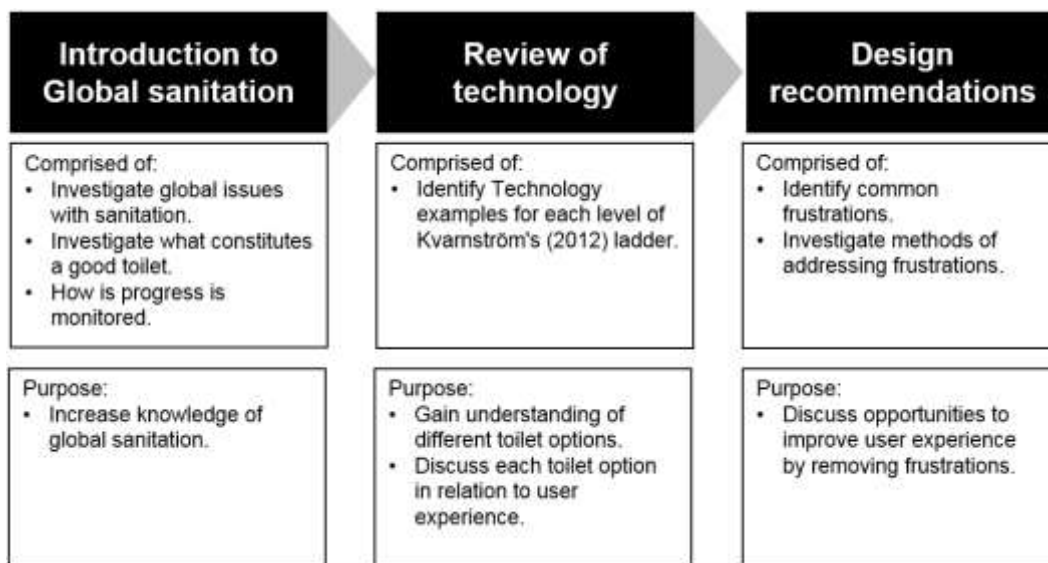 Introduction to
Global sanitation
Review of
technology
Design
recommendations
Comprised of:
• Investigate global issues
with sanitation.
• Investigate what constitutes
a good toilet.
• How is progress is
monitored.
Comprised of:
• Identify Technology
examples for each level of
Kvarnström's (2012) ladder.
Comprised of:
• Identify common
frustrations.
• Investigate methods of
addressing frustrations.
Purpose:
• Increase knowledge of
global sanitation.
Purpose:
• Gain understanding of
different toilet options.
• Discuss each toilet option
in relation to user
experience.
Purpose:
• Discuss opportunities to
improve user experience
by removing frustrations.